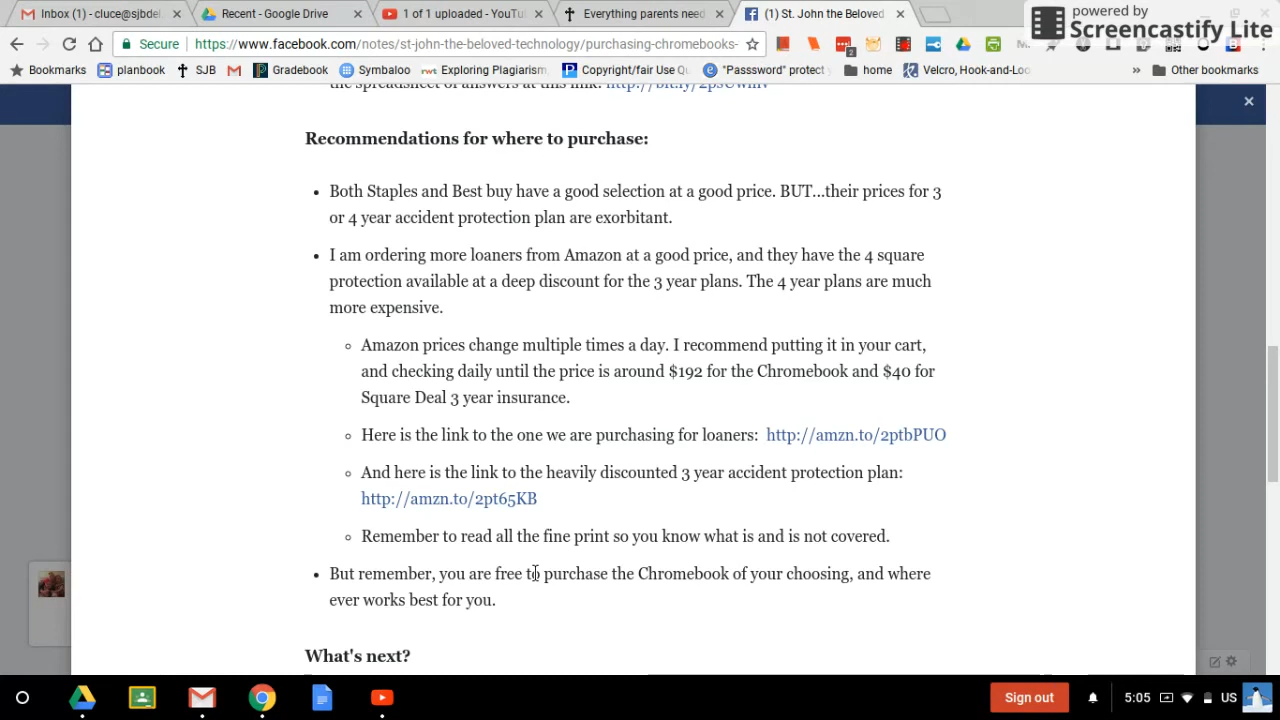 Inbox (1) - cluce@sjbdel
Recent - Google Drive
1 of 1 uploaded - YouTu
Everything parents need
(1) St. John the Beloved
powered by
Screencastify Lite
Secure
https://www.facebook.com/notes/st-john-the-beloved-technology/purchasing-chromebooks-
2
Bookmarks
planbook
SJB
Gradebook
Symbaloo
Exploring Plagiarism,
Copyright/fair Use Qu
"Passsword" protect y
home
Velcro, Hook-and-Loo
»
Other bookmarks
the spreadsheet of answers at this link:
Recommendations for where to purchase:
• Both Staples and Best buy have a good selection at a good price. BUT...their prices for 3
or 4 year accident protection plan are exorbitant.
• I am ordering more loaners from Amazon at a good price, and they have the 4 square
protection available at a deep discount for the 3 year plans. The 4 year plans are much
more expensive.
◦ Amazon prices change multiple times a day. I recommend putting it in your cart,
and checking daily until the price is around $192 for the Chromebook and $40 for
Square Deal 3 year insurance.
◦ Here is the link to the one we are purchasing for loaners: http://amzn.to/2ptbPUO
◦ And here is the link to the heavily discounted 3 year accident protection plan:
http://amzn.to/2pt65KB
◦ Remember to read all the fine print so you know what is and is not covered.
• But remember, you are free to purchase the Chromebook of your choosing, and where
ever works best for you.
What's next?
Sign out
5:05
US